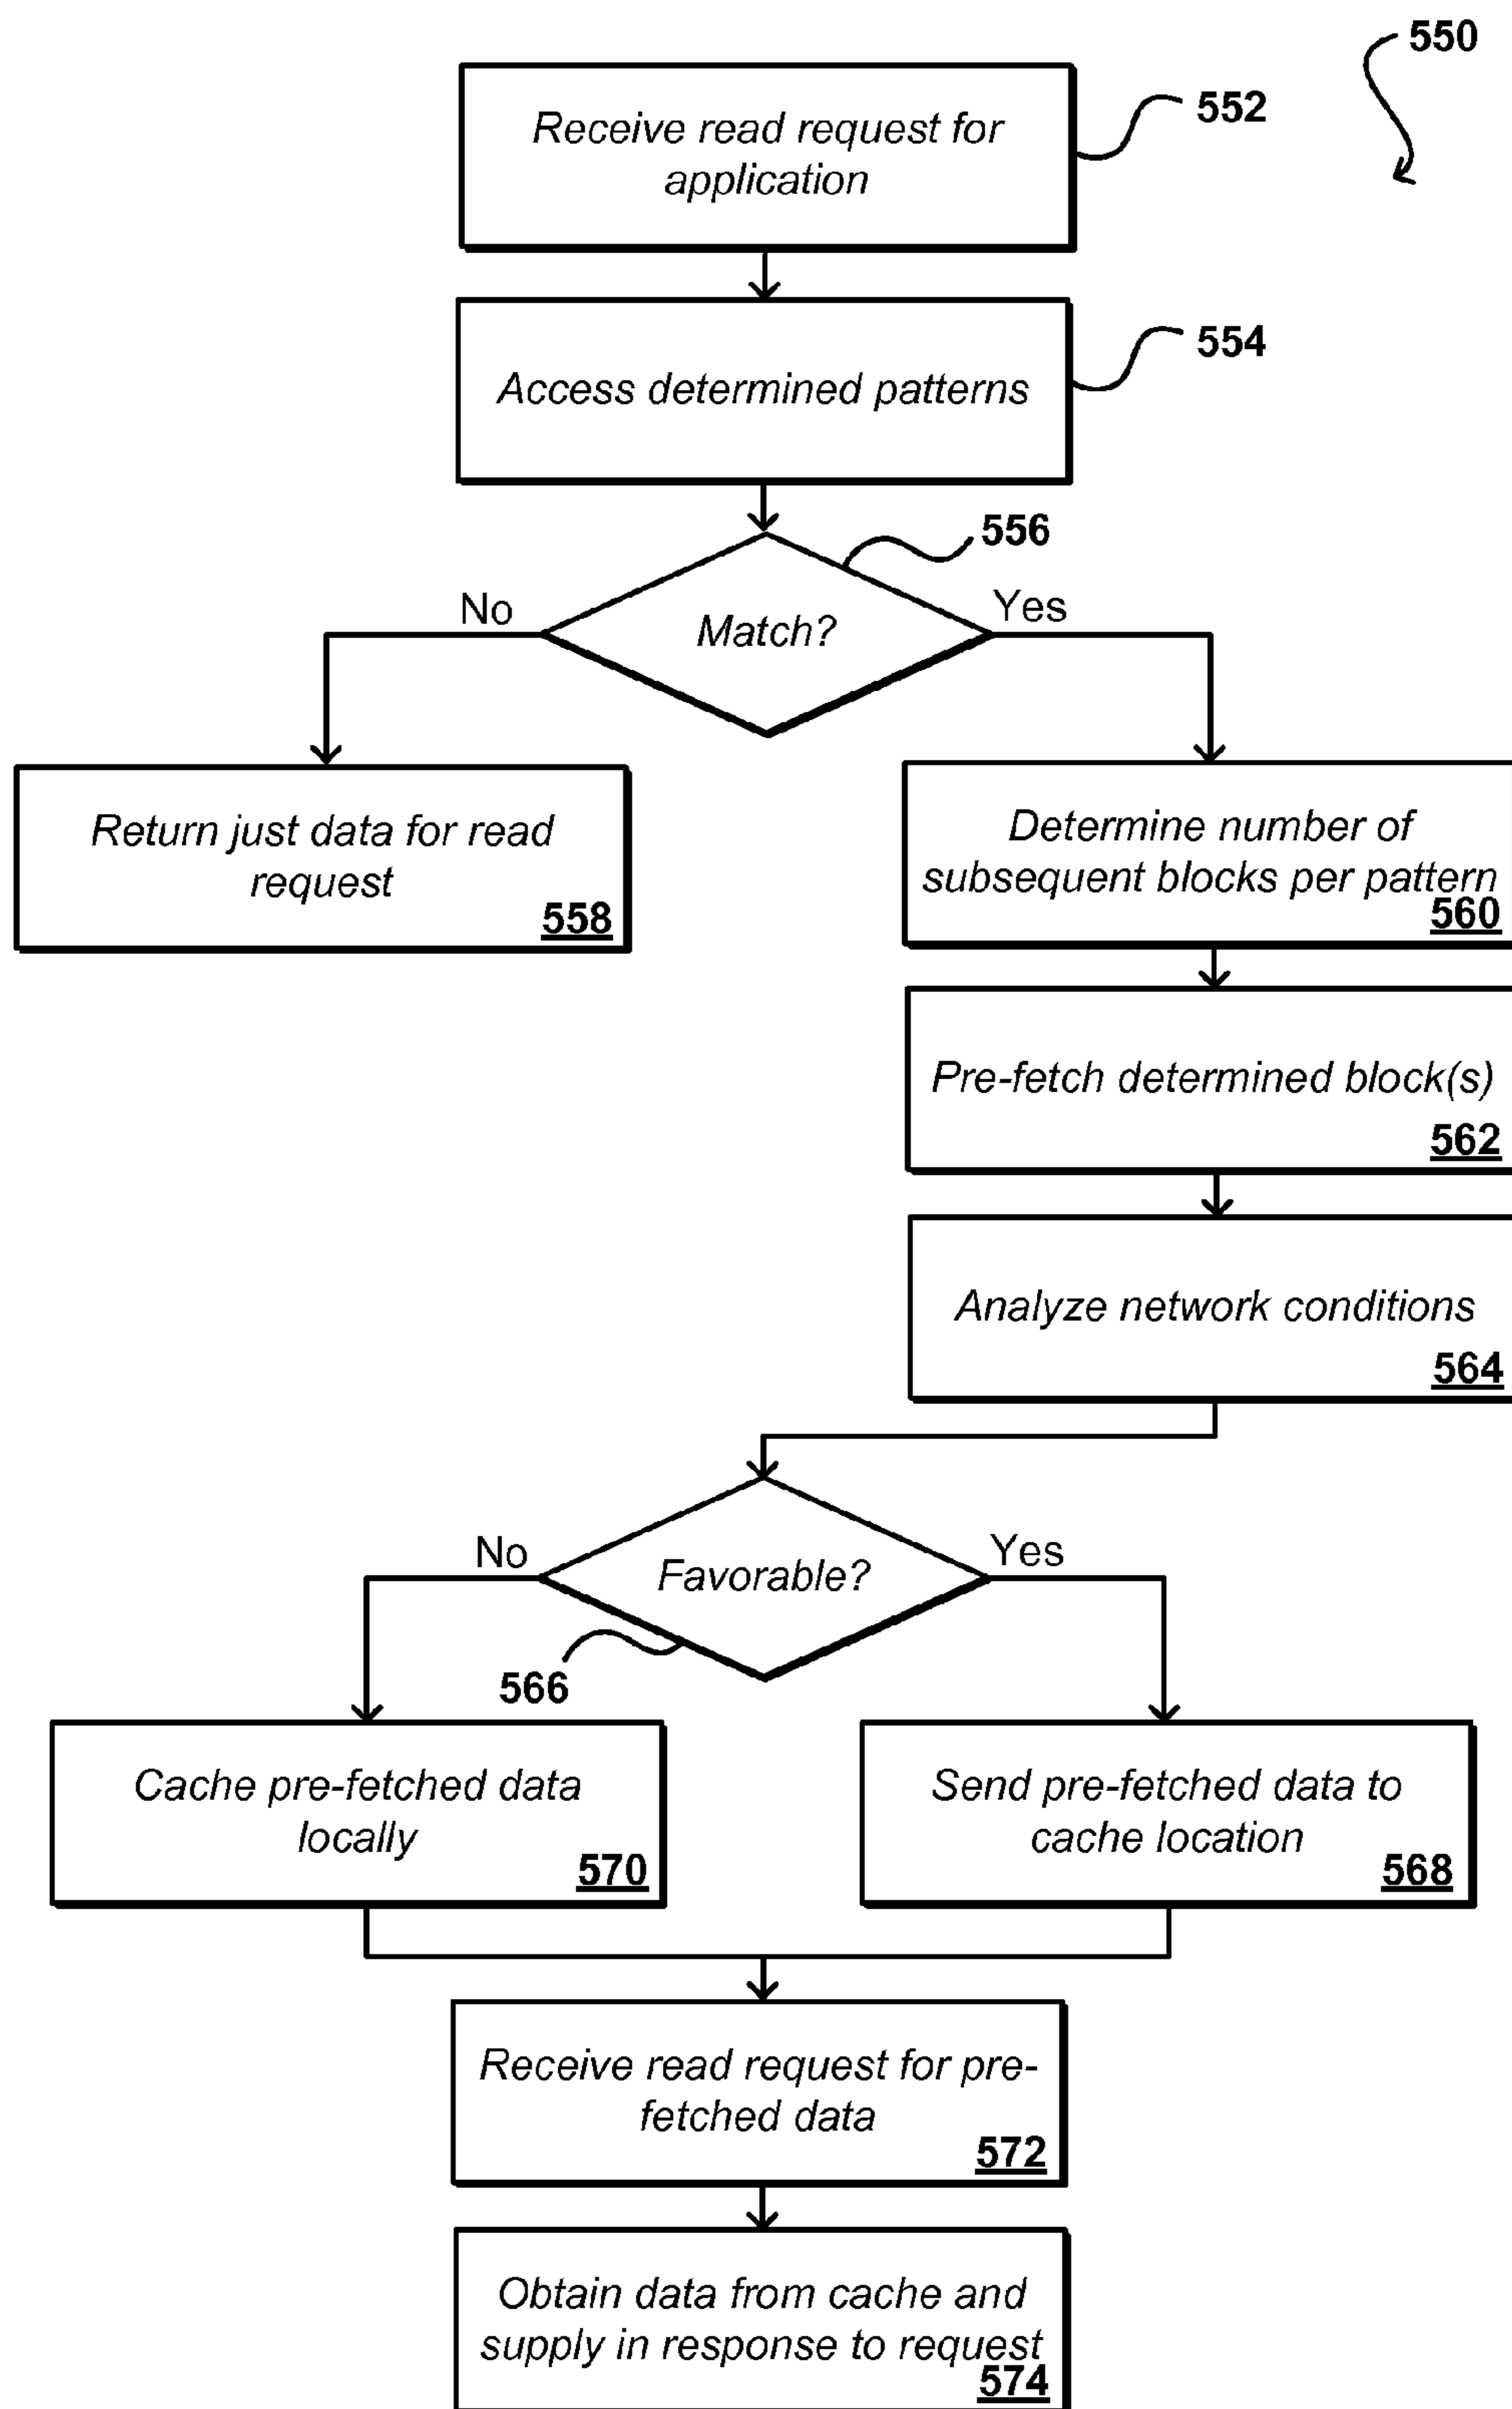 550
Receive read request for
application
552
Access determined patterns
554
556
No
Yes
Match?
Return just data for read
request
558
Determine number of
subsequent blocks per pattern
560
Pre-fetch determined block(s)
562
Analyze network conditions
564
No
Yes
Favorable?
566
Cache pre-fetched data
locally
570
Send pre-fetched data to
cache location
568
Receive read request for pre-
fetched data
572
Obtain data from cache and
supply in response to request
574